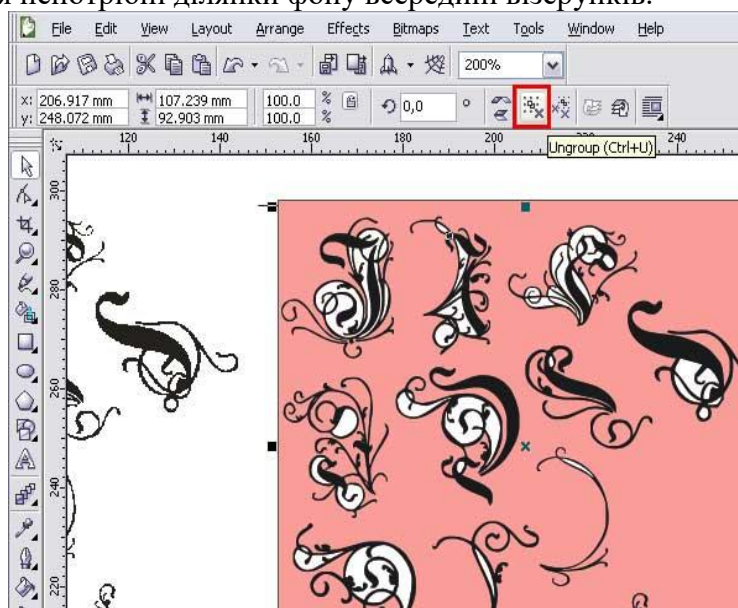 непотрібні ділянки фону всередині візерунків.
File Edit View Layout Arrange Effects Bitmaps Text Tools Window Help
200%
x: 206.917 mm 107.239 mm 100.0 % 0,0 °
y: 248.072 mm 92.903 mm 100.0 %
Ungroup (Ctrl+U)
120 140 160 180 200 240
300
280
260
240
220